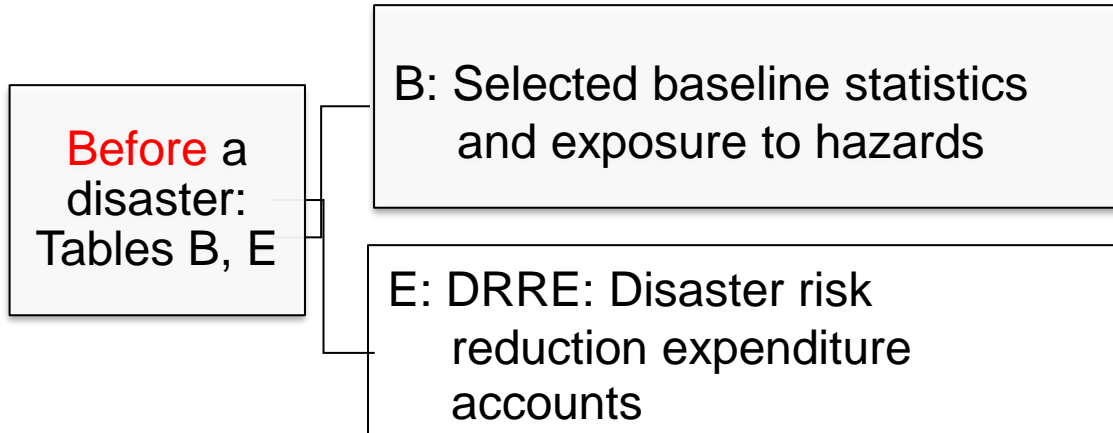 Before a
disaster:
Tables B, E
B: Selected baseline statistics
and exposure to hazards
E: DRRE: Disaster risk
reduction expenditure
accounts